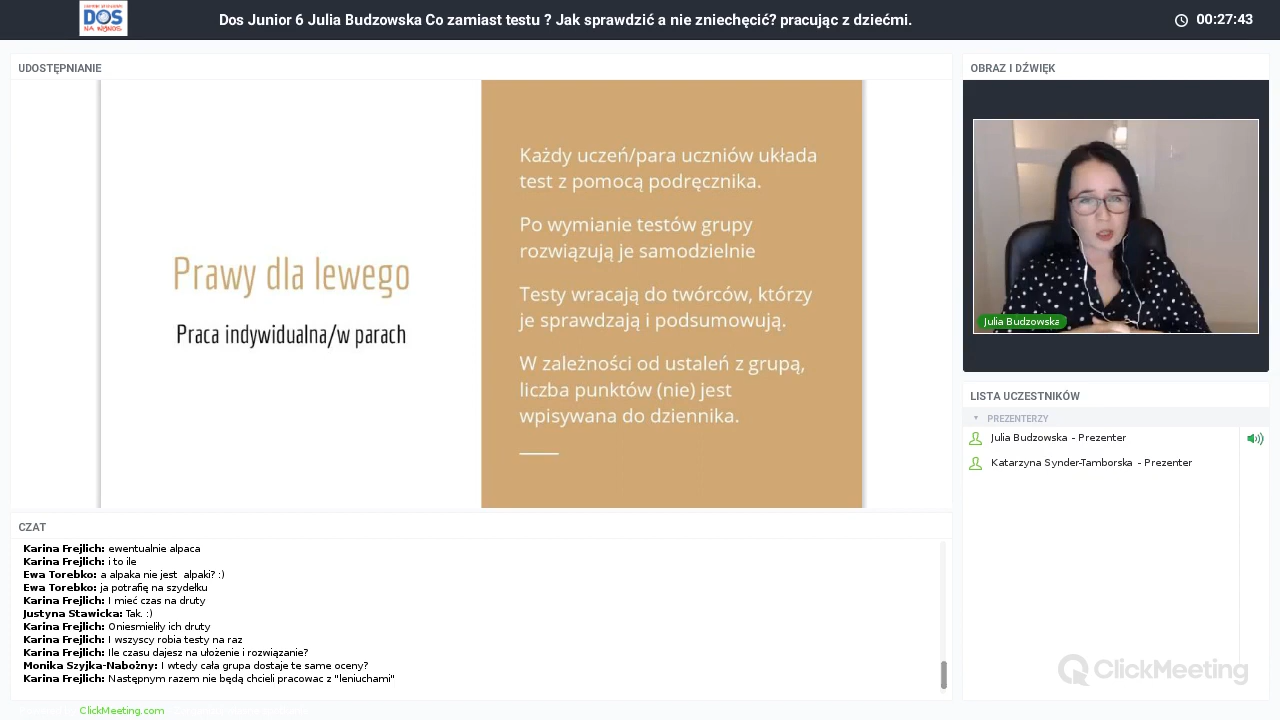 DOS
NA WYNOS
Dos Junior 6 Julia Budzowska Co zamiast testu ? Jak sprawdzić a nie zniechęcić? pracując z dziećmi.
00:27:43
UDOSTĘPNIANIE
Prawy dla lewego
Praca indywidualna/w parach
Każdy uczeń/para uczniów układa
test z pomocą podręcznika.
Po wymianie testów grupy
rozwiązują je samodzielnie
Testy wracają do twórców, którzy
je sprawdzają i podsumowują.
W zależności od ustaleń z grupą,
liczba punktów (nie) jest
wpisywana do dziennika.
OBRAZ I DŹWIĘK
Julia Budzowska
LISTA UCZESTNIKÓW
PREZENTERZY
Julia Budzowska - Prezenter
Katarzyna Synder-Tamborska - Prezenter
CZAT
Karina Frejlich: ewentualnie alpaca
Karina Frejlich: i to ile
Ewa Torebko: a alpaka nie jest alpaki? :)
Ewa Torebko: ja potrafię na szydełku
Karina Frejlich: I mieć czas na druty
Justyna Stawicka: Tak. :)
Karina Frejlich: Oniesmieliły ich druty
Karina Frejlich: I wszyscy robia testy na raz
Karina Frejlich: Ile czasu dajesz na ułożenie i rozwiązanie?
Monika Szyjka-Nabożny: I wtedy cała grupa dostaje te same oceny?
Karina Frejlich: Następnym razem nie będą chcieli pracowac z "leniuchami"
ClickMeeting
ClickMeeting.com